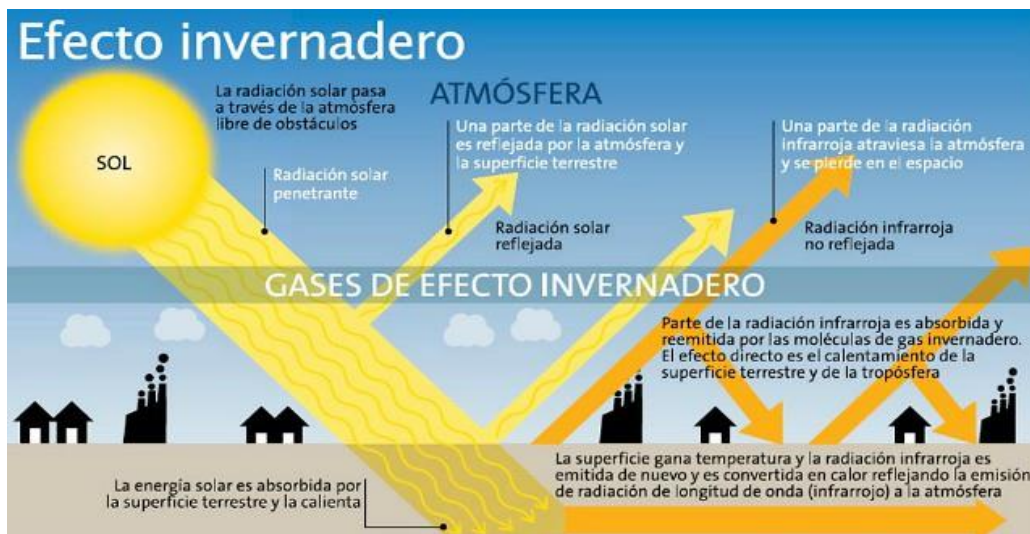 Efecto invernadero
SOL
La radiación solar pasa
a través de la atmósfera
libre de obstáculos
Radiación solar
penetrante
ATMÓSFERA
Una parte de la radiación solar
es reflejada por la atmósfera y
la superficie terrestre
Radiación solar
reflejada
Una parte de la radiación
infrarroja atraviesa la atmósfera
y se pierde en el espacio
Radiación infrarroja
no reflejada
GASES DE EFECTO INVERNADERO
Parte de la radiación infrarroja es absorbida y
reemitida por las moléculas de gas invernadero.
El efecto directo es el calentamiento de la
superficie terrestre y de la tropósfera
La energía solar es absorbida por
la superficie terrestre y la calienta
La superficie gana temperatura y la radiación infrarroja es
emitida de nuevo y es convertida en calor reflejando la emisión
de radiación de longitud de onda (infrarrojo) a la atmósfera